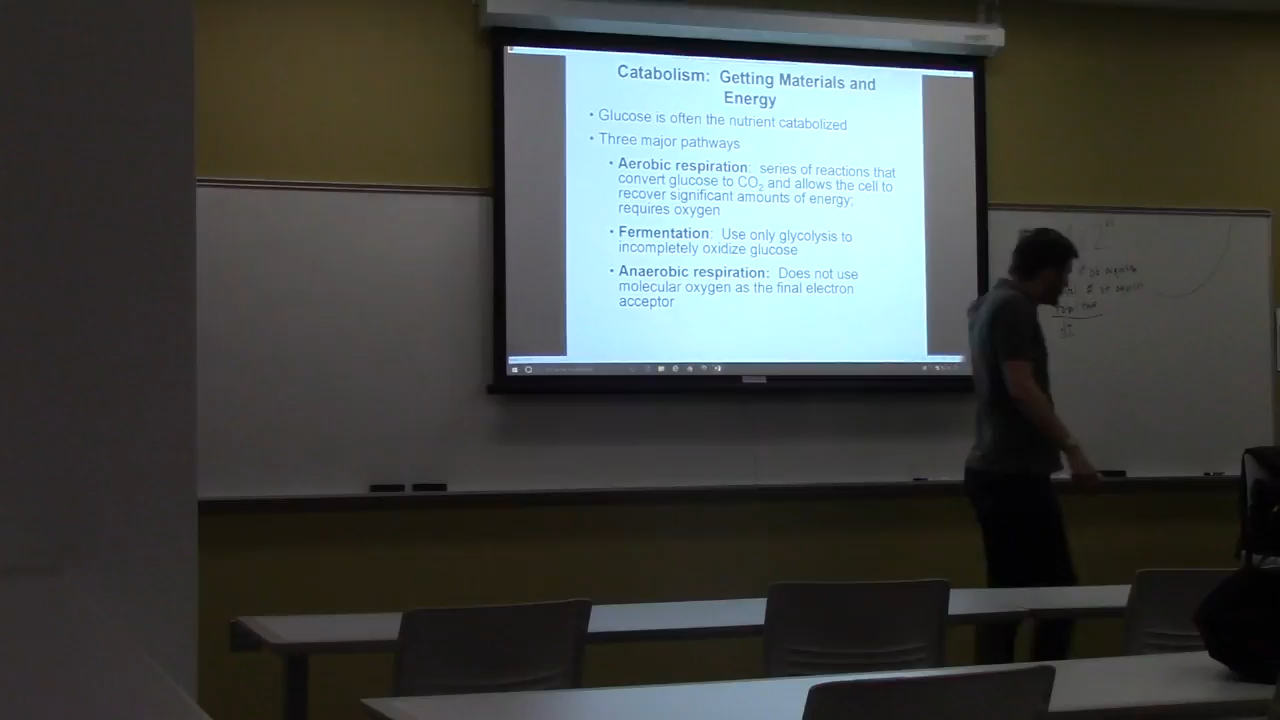 Catabolism: Getting Materials and
Energy
• Glucose is often the nutrient catabolized
• Three major pathways
• Aerobic respiration: series of reactions that
convert glucose to CO₂ and allows the cell to
recover significant amounts of energy;
requires oxygen
• Fermentation: Use only glycolysis to
incompletely oxidize glucose
• Anaerobic respiration: Does not use
molecular oxygen as the final electron
acceptor